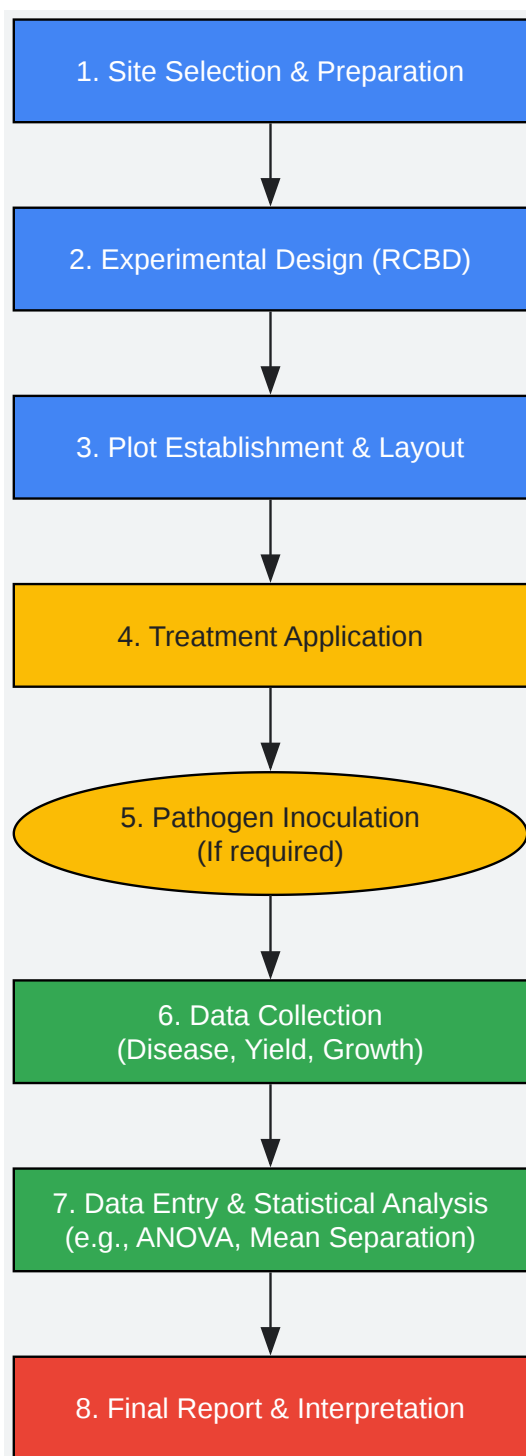 1. Site Selection & Preparation
2. Experimental Design (RCBD)
3. Plot Establishment & Layout
4. Treatment Application
5. Pathogen Inoculation
(If required)
6. Data Collection
(Disease, Yield, Growth)
7. Data Entry & Statistical Analysis
(e.g., ANOVA, Mean Separation)
8. Final Report & Interpretation